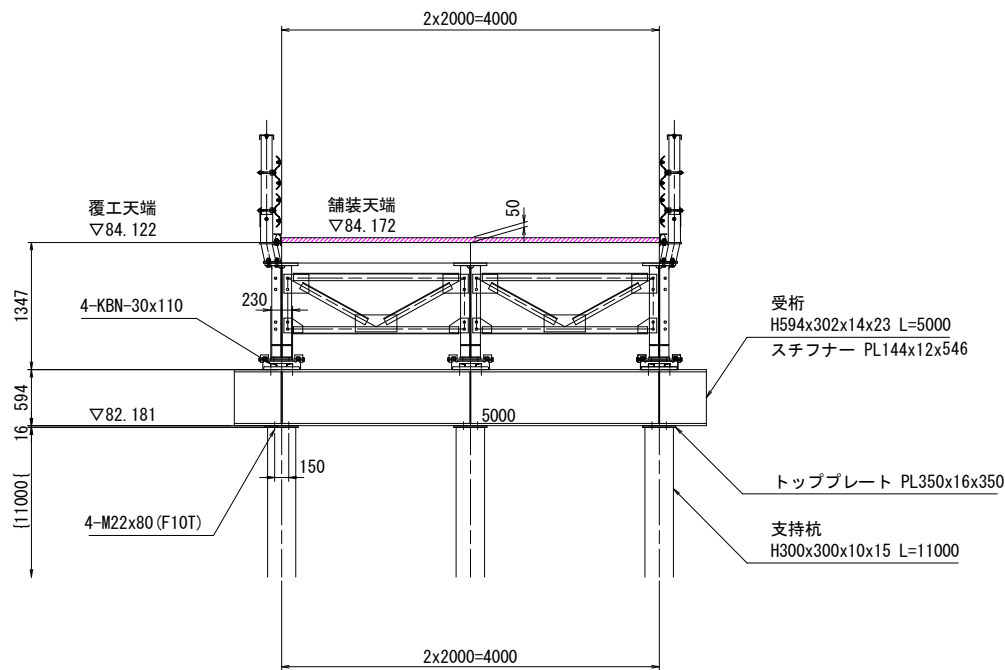 2x2000=4000
覆工天端
▽84.122
舗装天端
▽84.172
50
1347
4-KBN-30x110
230
受桁
H594x302x14x23 L=5000
スチフナー PL144x12x546
594
▽82.181
5000
16
150
{11000{
トッププレート PL350x16x350
4-M22x80(F10T)
支持杭
H300x300x10x15 L=11000
2x2000=4000